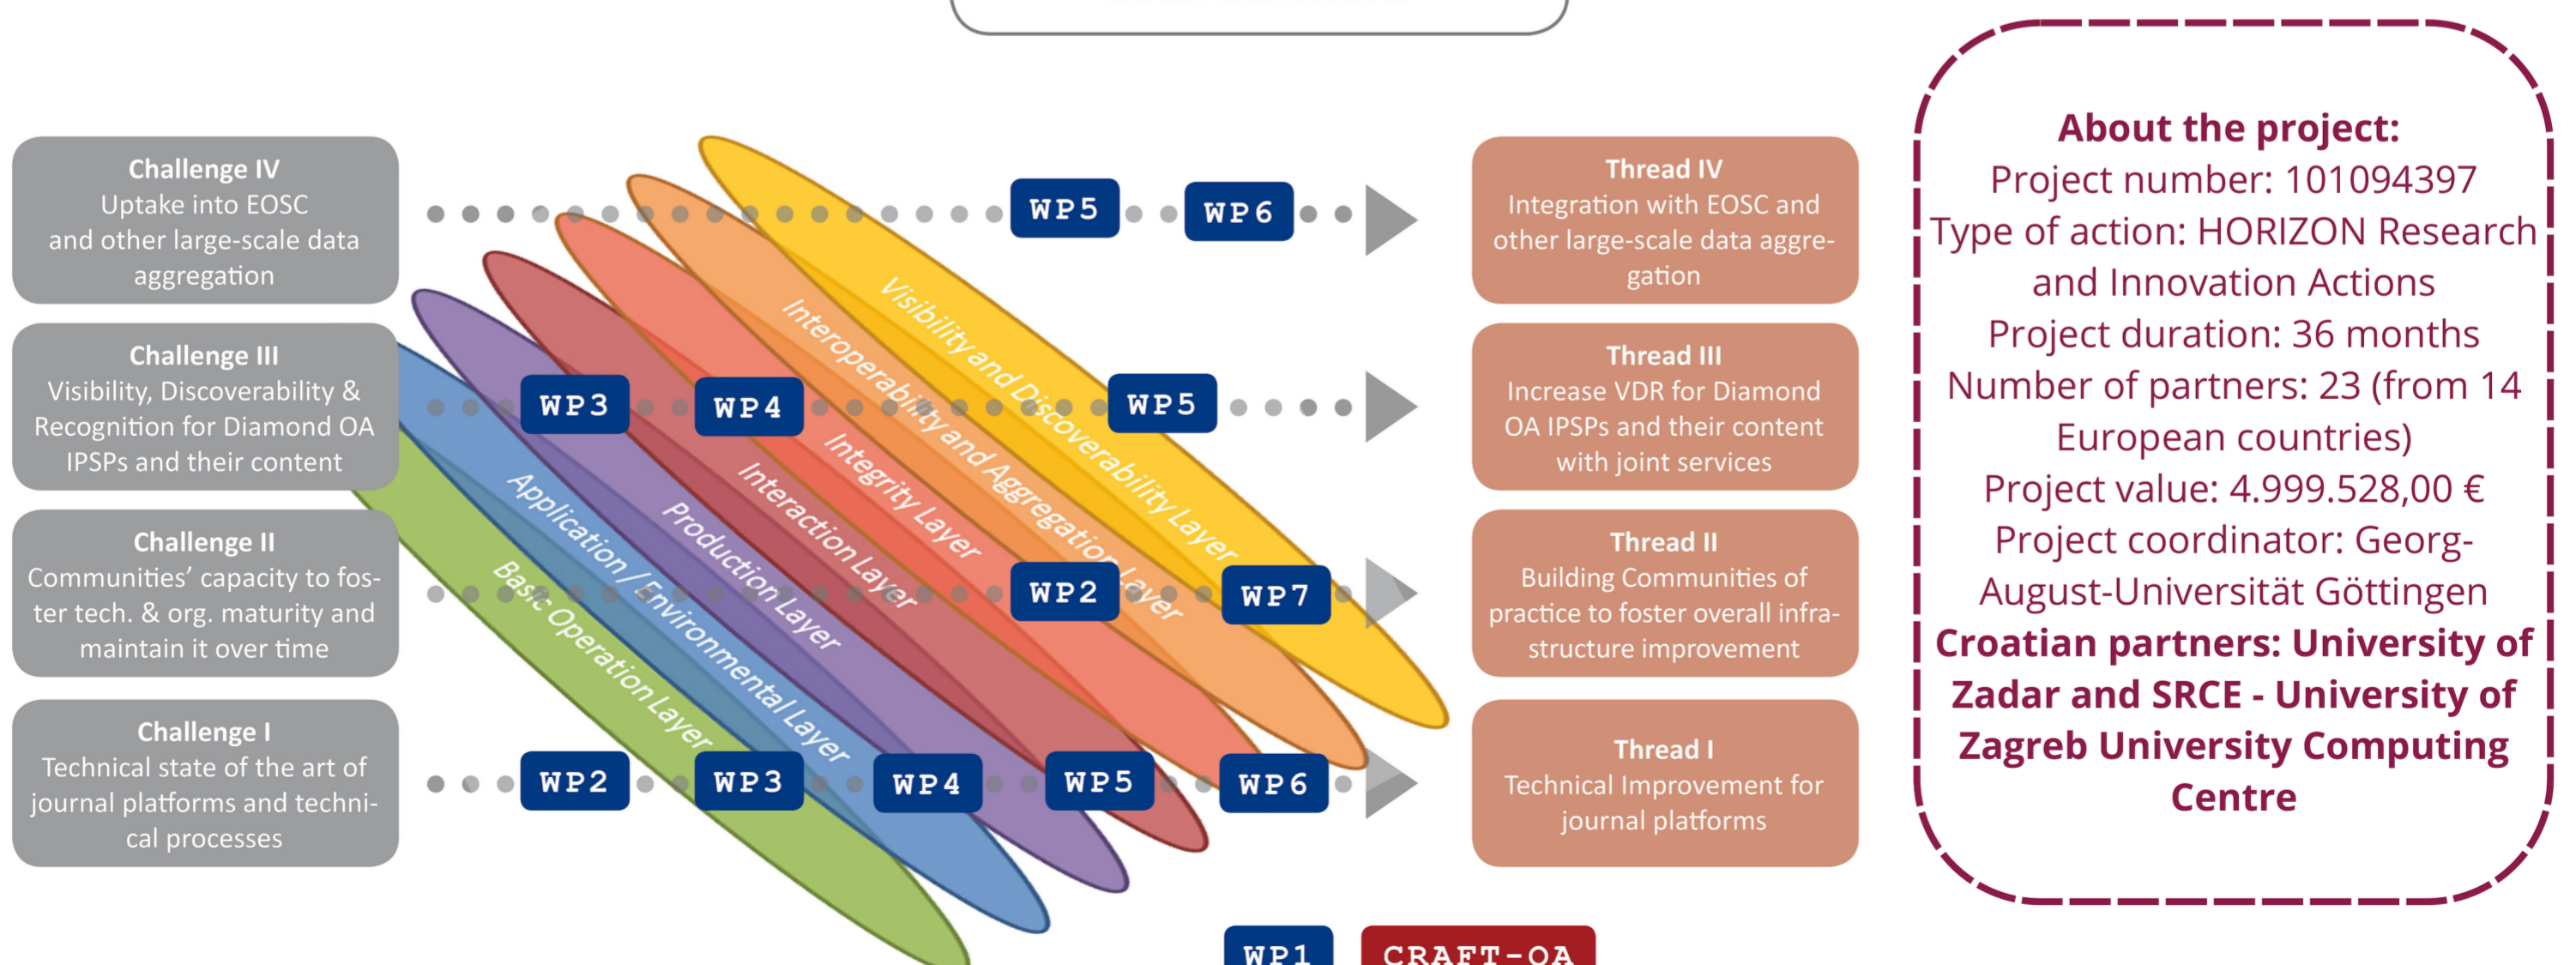 Challenge IV
Uptake into EOSC
and other large-scale data
aggregation
WP5
WP6
Thread IV
Integration with EOSC and
other large-scale data aggre-
gation
Challenge III
Visibility, Discoverability &
Recognition for Diamond OA
IPSPs and their content
WP3
WP4
WP5
Thread III
Increase VDR for Diamond
OA IPSPs and their content
with joint services
Challenge II
Communities’ capacity to fos-
ter tech. & org. maturity and
maintain it over time
WP2
WP7
Thread II
Building Communities of
practice to foster overall infra-
structure improvement
Challenge I
Technical state of the art of
journal platforms and techni-
cal processes
WP2
WP3
WP4
WP5
WP6
Thread I
Technical Improvement for
journal platforms
Visibility and Discoverability Layer
Interoperability and Aggregation Layer
Integrity Layer
Interaction Layer
Production Layer
Application / Environmental Layer
Basic Operation Layer
WP1
CRAFT-OA
About the project:
Project number: 101094397
Type of action: HORIZON Research
and Innovation Actions
Project duration: 36 months
Number of partners: 23 (from 14
European countries)
Project value: 4.999.528,00 €
Project coordinator: Georg-
August-Universität Göttingen
Croatian partners: University of
Zadar and SRCE - University of
Zagreb University Computing
Centre